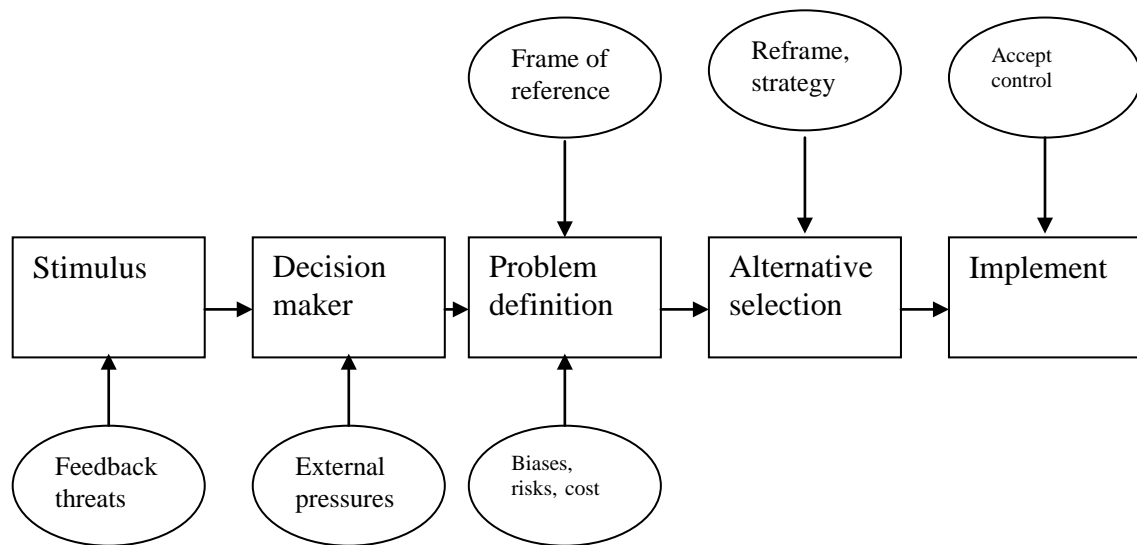 Frame of
reference
Reframe,
strategy
Accept
control
Stimulus
Decision
maker
Problem
definition
Alternative
selection
Implement
Feedback
threats
External
pressures
Biases,
risks, cost